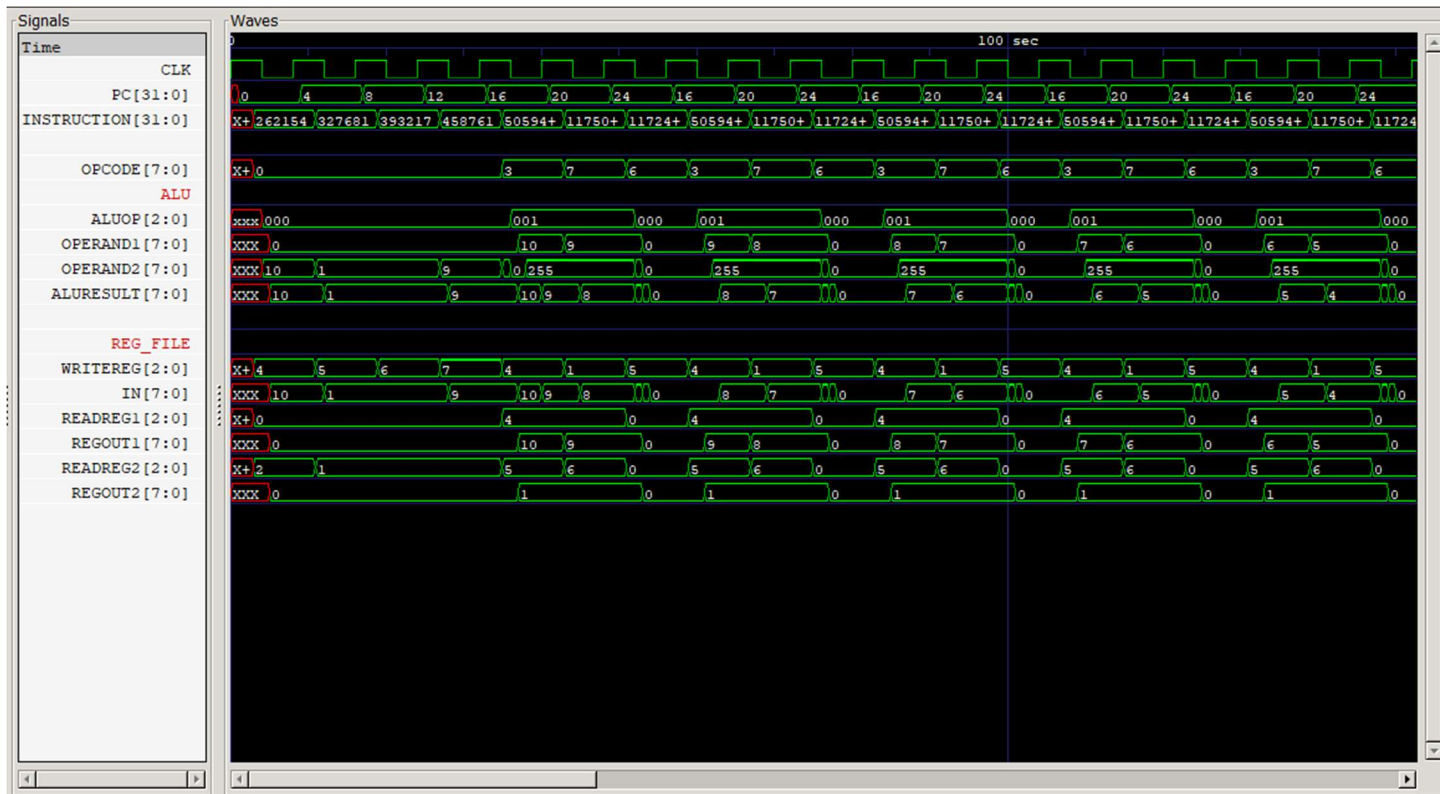 Signals
Waves
Time
0 100 sec
CLK
PC[31:0] 0 4 8 12 16 20 24 16 20 24 16 20 24 16 20 24 16 20 24
INSTRUCTION[31:0] X+ 262154 327681 393217 458761 50594+ 11750+ 11724+ 50594+ 11750+ 11724+ 50594+ 11750+ 11724+ 50594+ 11750+ 11724+ 50594+ 11750+ 11724
OPCODE[7:0] X+ 0 3 7 6 3 7 6 3 7 6 3 7 6 3 7 6
ALU
ALUOP[2:0] xxx 000 001 000 001 000 001 000 001 000 001 000
OPERAND1[7:0] XXX 0 10 9 0 9 8 0 8 7 0 7 6 0 6 5 0
OPERAND2[7:0] XXX 10 1 9 0 255 0 255 0 255 0 255 0 255 0
ALURESULT[7:0] XXX 10 1 9 10 9 8 0 8 7 0 7 6 0 6 5 0 5 4 0
REG_FILE
WRITEREG[2:0] X+ 4 5 6 7 4 1 5 4 1 5 4 1 5 4 1 5 4 1 5
IN[7:0] XXX 10 1 9 10 9 8 0 8 7 0 7 6 0 6 5 0 5 4 0
READREG1[2:0] X+ 0 4 0 4 0 4 0 4 0 4 0
REGOUT1[7:0] XXX 0 10 9 0 9 8 0 8 7 0 7 6 0 6 5 0
READREG2[2:0] X+ 2 1 5 6 0 5 6 0 5 6 0 5 6 0 5 6 0
REGOUT2[7:0] XXX 0 1 0 1 0 1 0 1 0 1 0